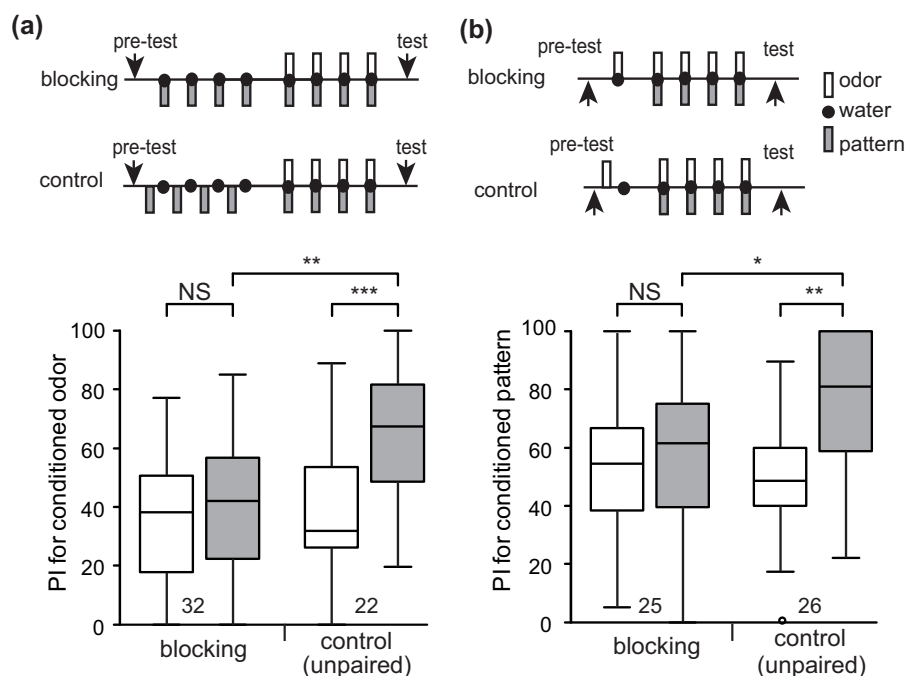 (a)
pre-test
test
blocking
pre-test
test
control
(b)
pre-test
test
blocking
pre-test
test
control
odor
water
pattern
**
NS
***
PI for conditioned odor
100
80
60
40
20
0
32
22
blocking
control
(unpaired)
*
NS
**
PI for conditioned pattern
100
80
60
40
20
0
25
26
blocking
control
(unpaired)